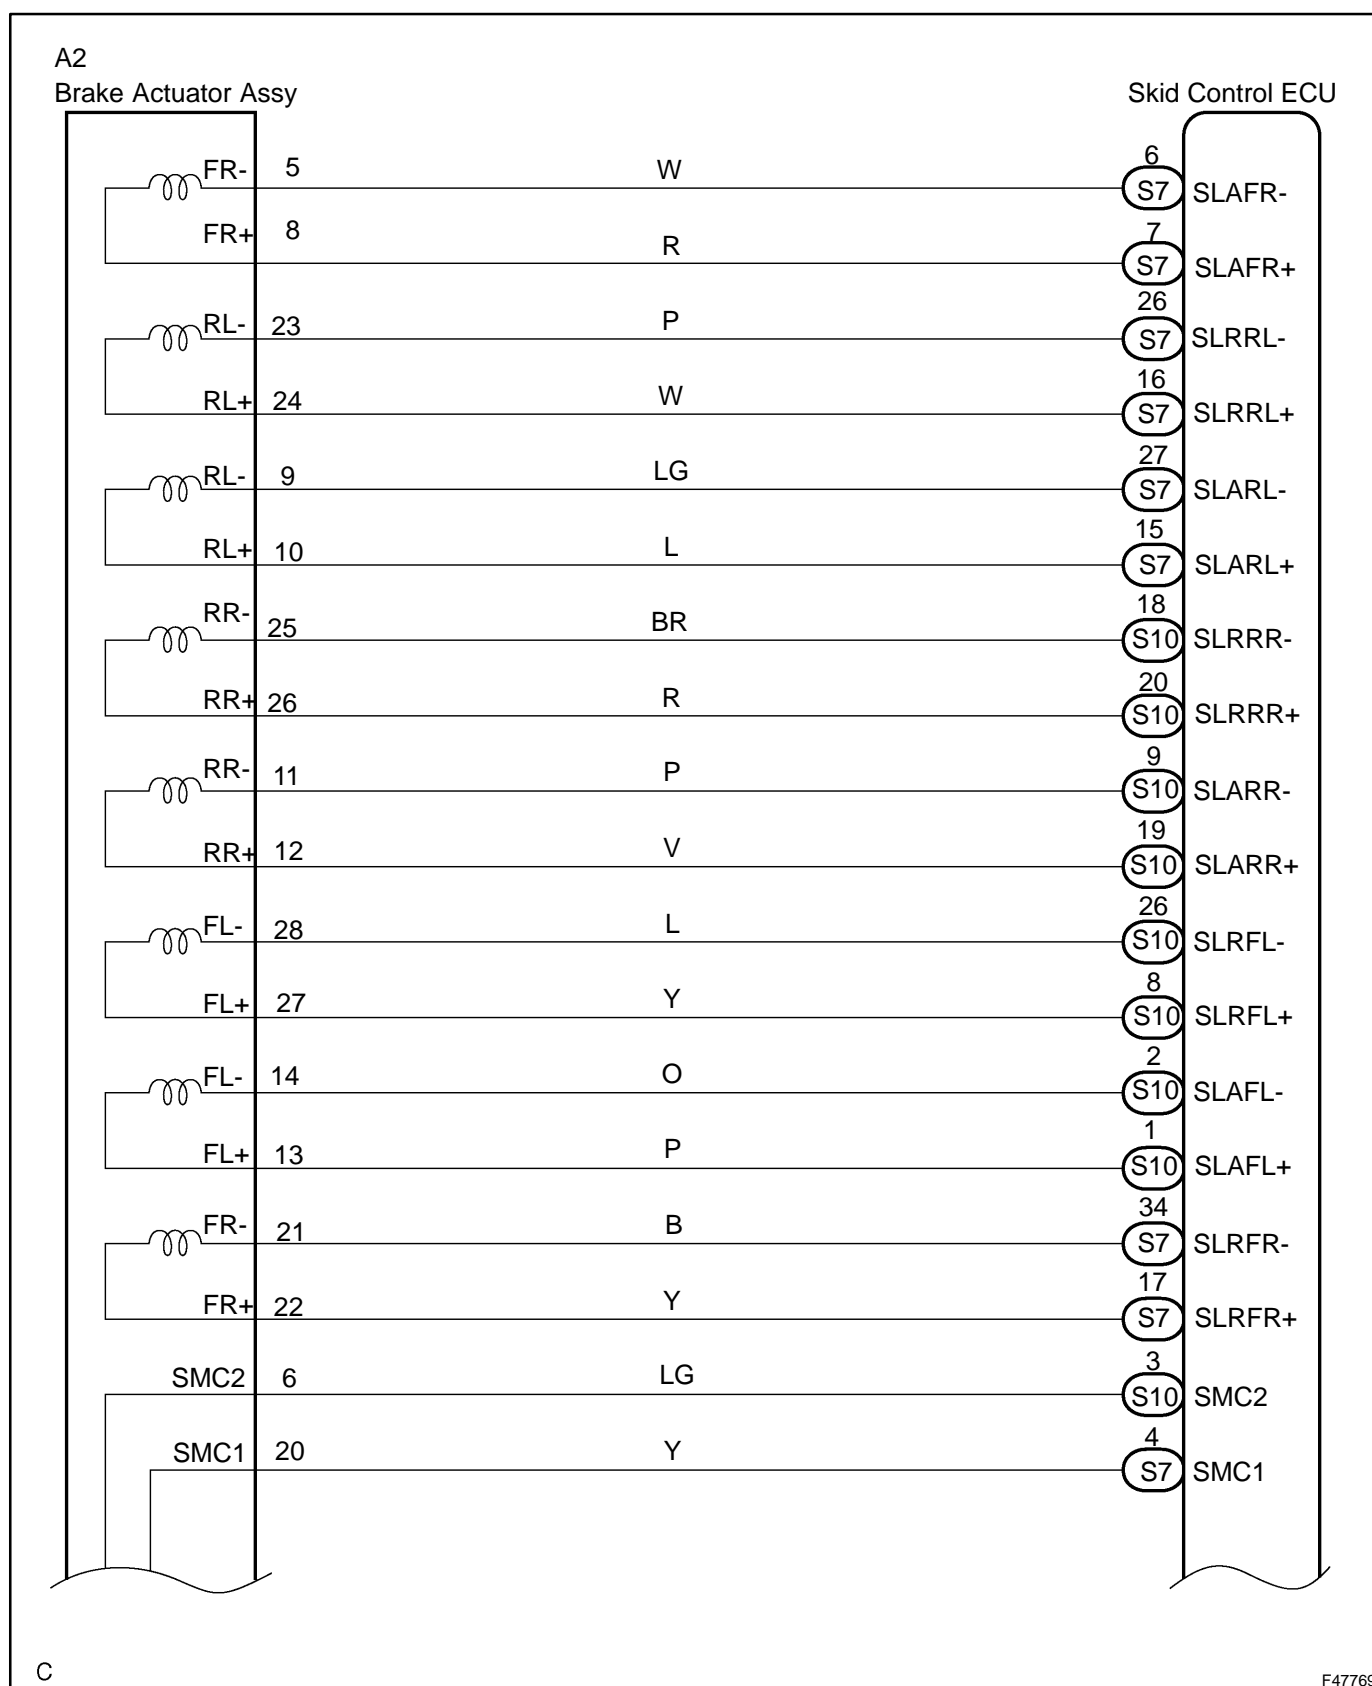 A2
Brake Actuator Assy
Skid Control ECU
FR- 5 W 6 S7 SLAFR-
FR+ 8 R 7 S7 SLAFR+
RL- 23 P 26 S7 SLRRL-
RL+ 24 W 16 S7 SLRRL+
RL- 9 LG 27 S7 SLARL-
RL+ 10 L 15 S7 SLARL+
RR- 25 BR 18 S10 SLRRR-
RR+ 26 R 20 S10 SLRRR+
RR- 11 P 9 S10 SLARR-
RR+ 12 V 19 S10 SLARR+
FL- 28 L 26 S10 SLRFL-
FL+ 27 Y 8 S10 SLRFL+
FL- 14 O 2 S10 SLAFL-
FL+ 13 P 1 S10 SLAFL+
FR- 21 B 34 S7 SLRFR-
FR+ 22 Y 17 S7 SLRFR+
SMC2 6 LG 3 S10 SMC2
SMC1 20 Y 4 S7 SMC1
C
F47769